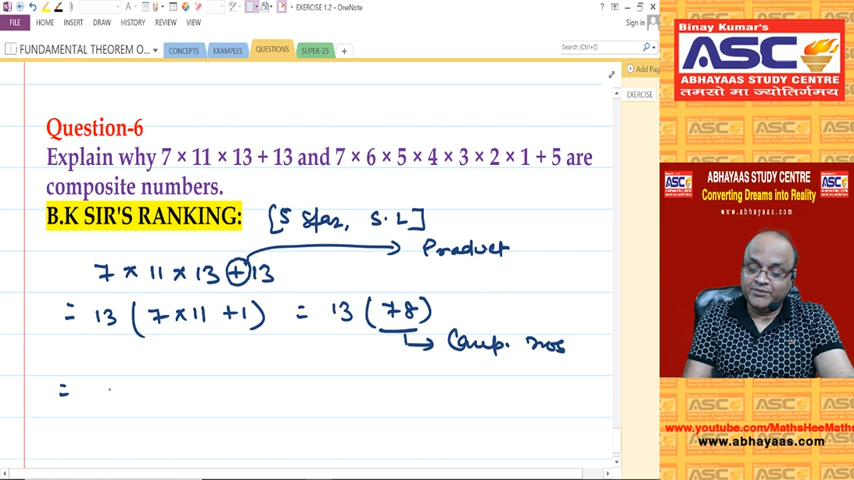 EXERCISE 1.2 - OneNote
FILE HOME INSERT DRAW HISTORY REVIEW VIEW
Sign in
FUNDAMENTAL THEOREM O... CONCEPTS EXAMPLES QUESTIONS SUPER-25 +
Search (Ctrl+E)
Add Pag
EXERCISE
Question-6
Explain why 7 × 11 × 13 + 13 and 7 × 6 × 5 × 4 × 3 × 2 × 1 + 5 are
composite numbers.
B.K SIR'S RANKING: [5 Star, S.L]
Product
7 × 11 × 13 + 13
= 13 ( 7 × 11 + 1 ) = 13 ( 78 )
Comp. nos
=
Binay Kumar's
ASC
ABHAYAAS STUDY CENTRE
तमसो मा ज्योतिर्गमय
ABHAYAAS STUDY CENTRE
Converting Dreams into Reality
www.abhayaas.com
www.youtube.com/MathsHeeMaths
www.abhayaas.com